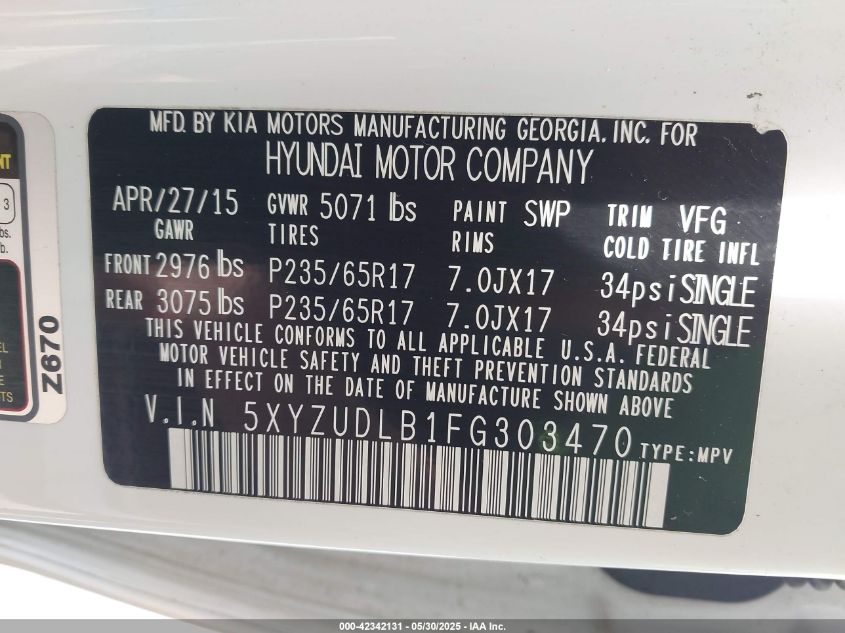 MFD. BY KIA MOTORS MANUFACTURING GEORGIA. INC. FOR
HYUNDAI MOTOR COMPANY
APR/27/15 GVWR 5071 lbs PAINT SWP TRIM VFG
GAWR TIRES RIMS COLD TIRE INFL
FRONT 2976 lbs P235/65R17 7.0JX17 34psi SINGLE
REAR 3075 lbs P235/65R17 7.0JX17 34psi SINGLE
THIS VEHICLE CONFORMS TO ALL APPLICABLE U.S.A. FEDERAL
MOTOR VEHICLE SAFETY AND THEFT PREVENTION STANDARDS
IN EFFECT ON THE DATE OF MANUFACTURE SHOWN ABOVE
V.I.N 5XYZUDLB1FG303470 TYPE:MPV
Z670
3
000-42342131 - 05/30/2025 - IAA Inc.